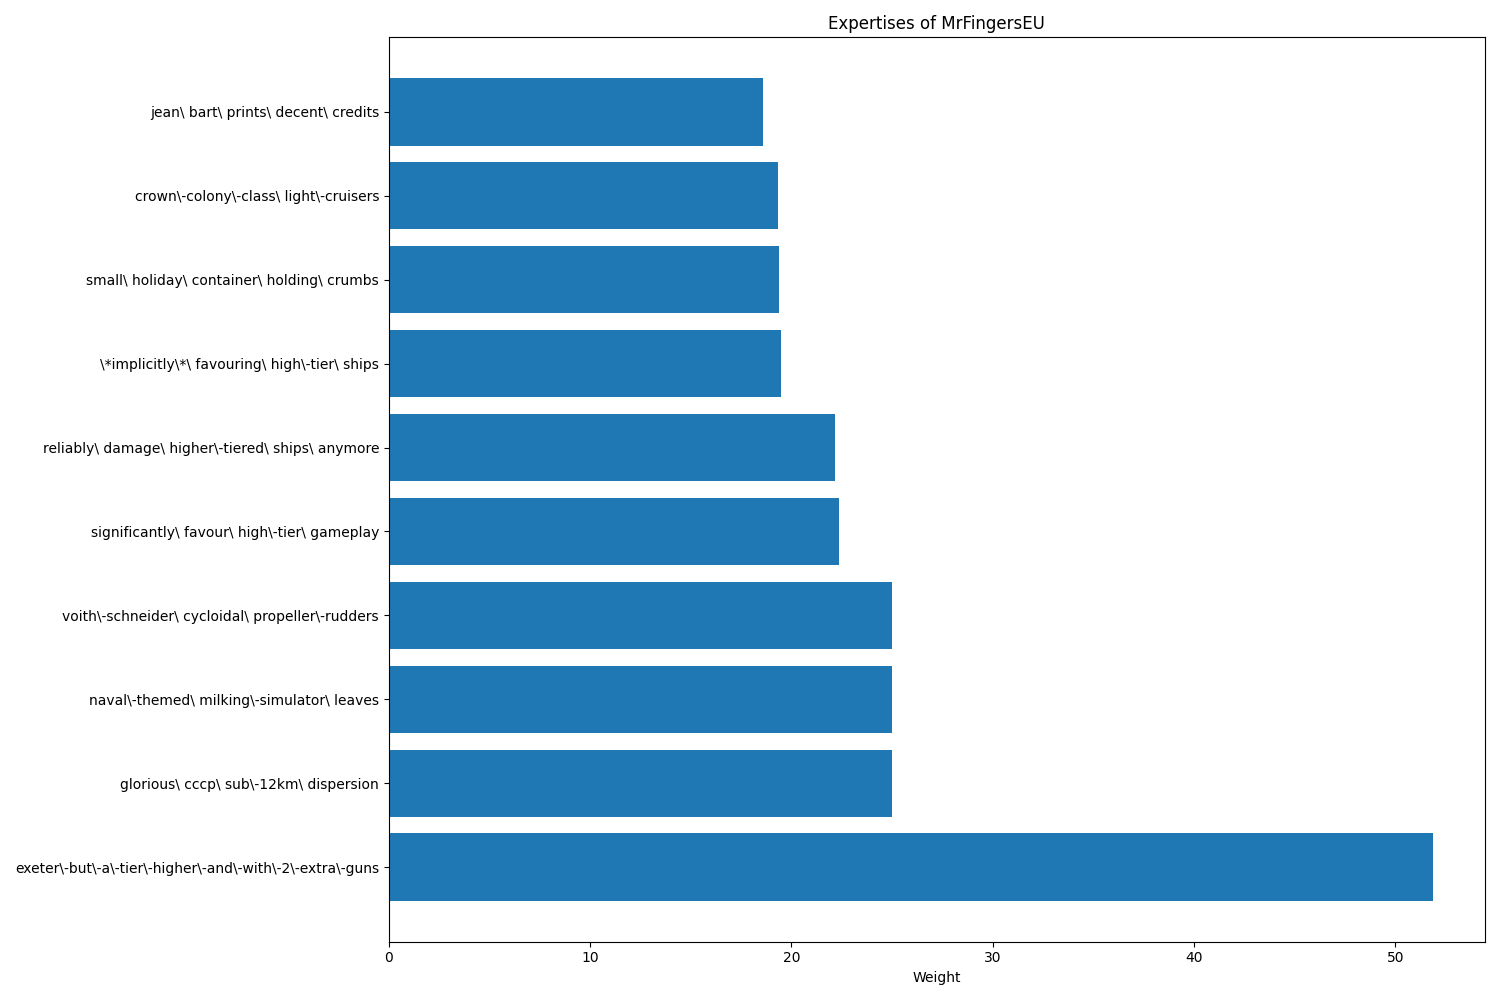 Expertises of MrFingersEU
jean\ bart\ prints\ decent\ credits
crown\-colony\-class\ light\-cruisers
small\ holiday\ container\ holding\ crumbs
\*implicitly\*\ favouring\ high\-tier\ ships
reliably\ damage\ higher\-tiered\ ships\ anymore
significantly\ favour\ high\-tier\ gameplay
voith\-schneider\ cycloidal\ propeller\-rudders
naval\-themed\ milking\-simulator\ leaves
glorious\ cccp\ sub\-12km\ dispersion
exeter\-but\-a\-tier\-higher\-and\-with\-2\-extra\-guns
0 10 20 30 40 50
Weight